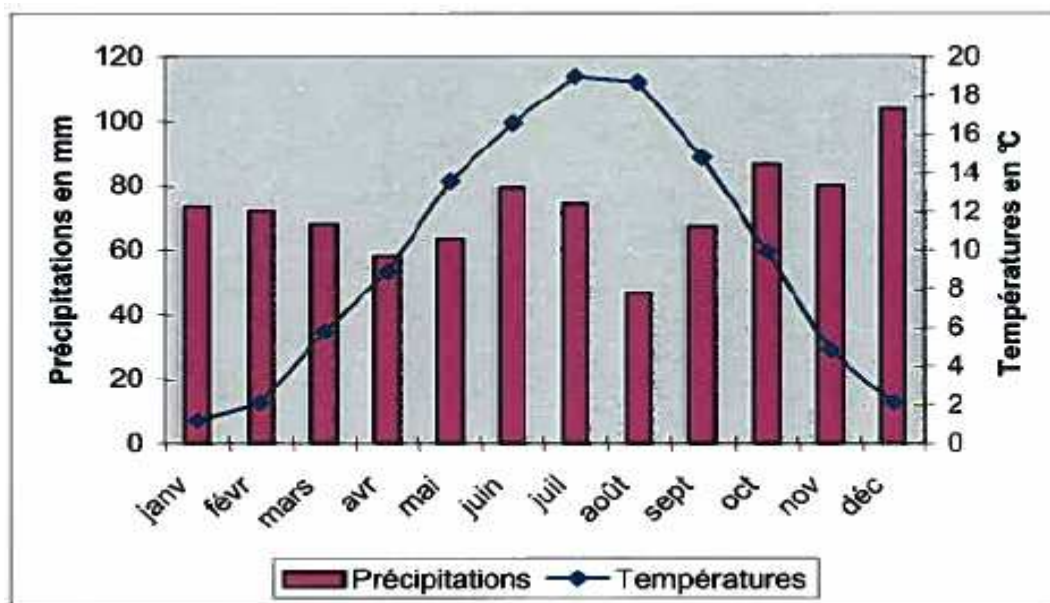 Précipitations en mm
120
100
80
60
40
20
0
20
18
16
14
12
10
8
6
4
2
0
Températures en °C
janv
févr
mars
avr
mai
juin
juil
août
sept
oct
nov
déc
Précipitations
Températures